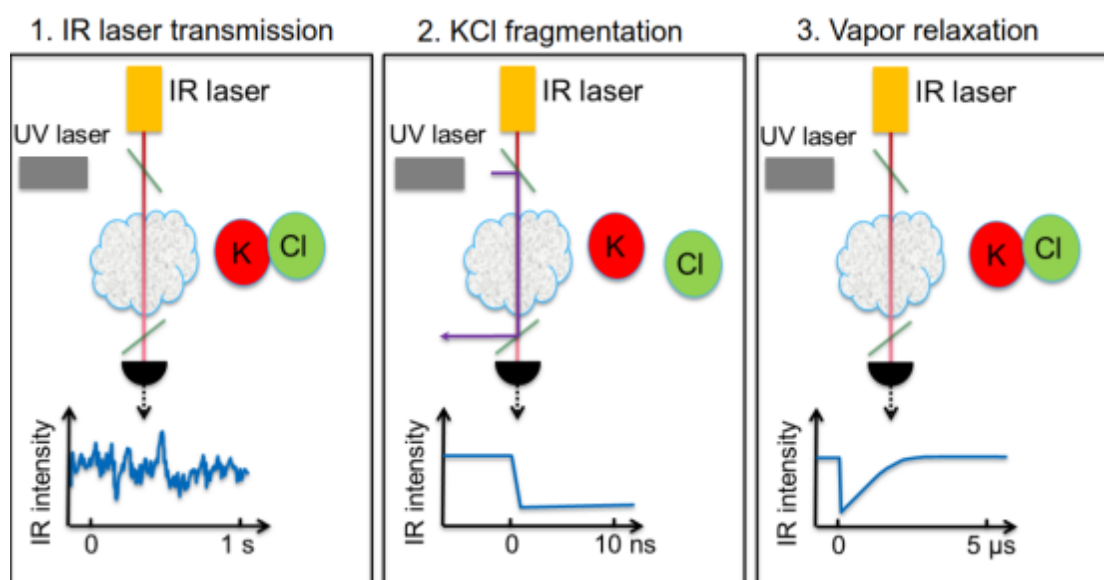 1. IR laser transmission
IR laser
UV laser
K
Cl
IR intensity
0
1 s
2. KCl fragmentation
IR laser
UV laser
K
Cl
IR intensity
0
10 ns
3. Vapor relaxation
IR laser
UV laser
K
Cl
IR intensity
0
5 µs